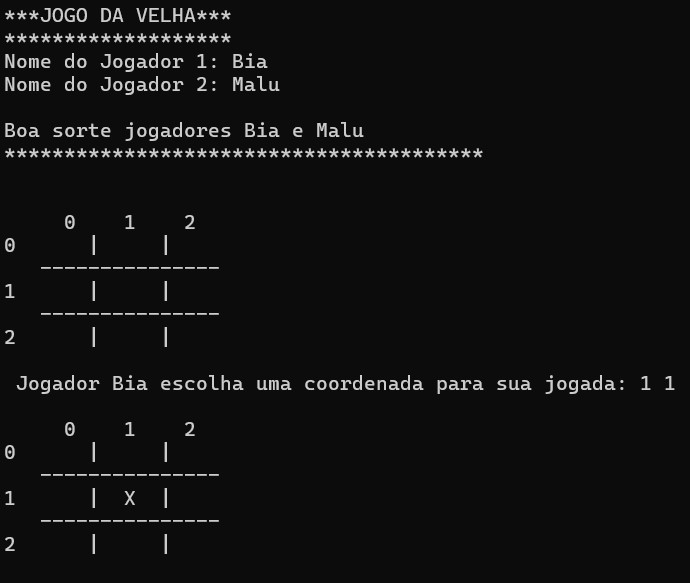 ***JOGO DA VELHA***
*******************
Nome do Jogador 1: Bia
Nome do Jogador 2: Malu

Boa sorte jogadores Bia e Malu
****************************************

     0    1    2
0      |     |
   ---------------
1      |     |
   ---------------
2      |     |

 Jogador Bia escolha uma coordenada para sua jogada: 1 1

     0    1    2
0      |     |
   ---------------
1      |  X  |
   ---------------
2      |     |